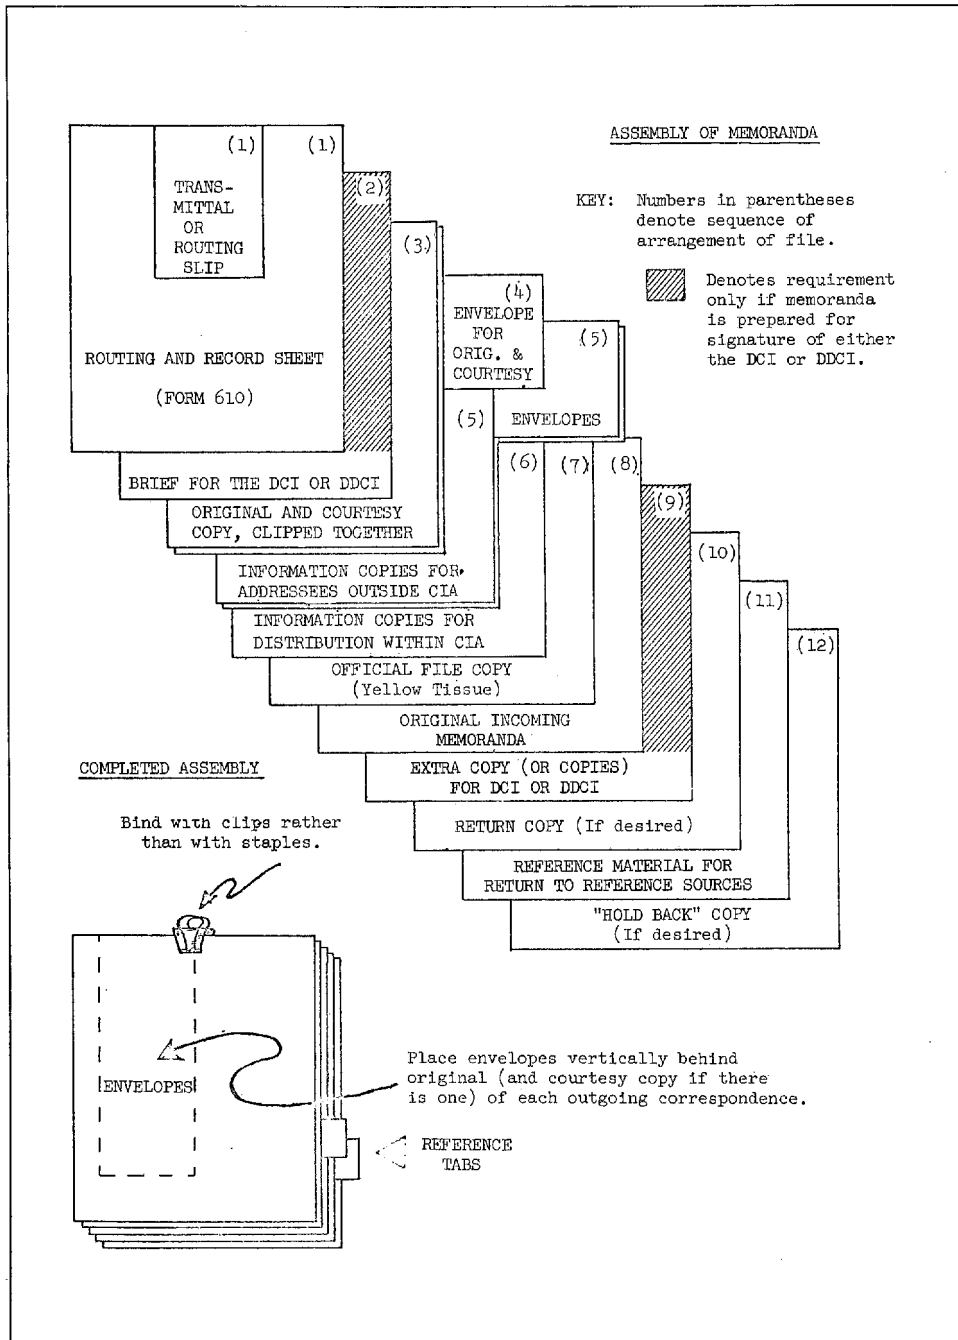 ASSEMBLY OF MEMORANDA
KEY: Numbers in parentheses
denote sequence of
arrangement of file.
Denotes requirement
only if memoranda
is prepared for
signature of either
the DCI or DDCI.
(1)
TRANS-
MITTAL
OR
ROUTING
SLIP
(1)
ROUTING AND RECORD SHEET
(FORM 610)
(2)
BRIEF FOR THE DCI OR DDCI
(3)
ORIGINAL AND COURTESY
COPY, CLIPPED TOGETHER
(4)
ENVELOPE
FOR
ORIG. &
COURTESY
(5)
ENVELOPES
(5)
INFORMATION COPIES FOR
ADDRESSEES OUTSIDE CIA
(6)
INFORMATION COPIES FOR
DISTRIBUTION WITHIN CIA
(7)
OFFICIAL FILE COPY
(Yellow Tissue)
(8)
ORIGINAL INCOMING
MEMORANDA
(9)
EXTRA COPY (OR COPIES)
FOR DCI OR DDCI
(10)
RETURN COPY (If desired)
(11)
REFERENCE MATERIAL FOR
RETURN TO REFERENCE SOURCES
(12)
"HOLD BACK" COPY
(If desired)
COMPLETED ASSEMBLY
Bind with clips rather
than with staples.
ENVELOPES
Place envelopes vertically behind
original (and courtesy copy if there
is one) of each outgoing correspondence.
REFERENCE
TABS